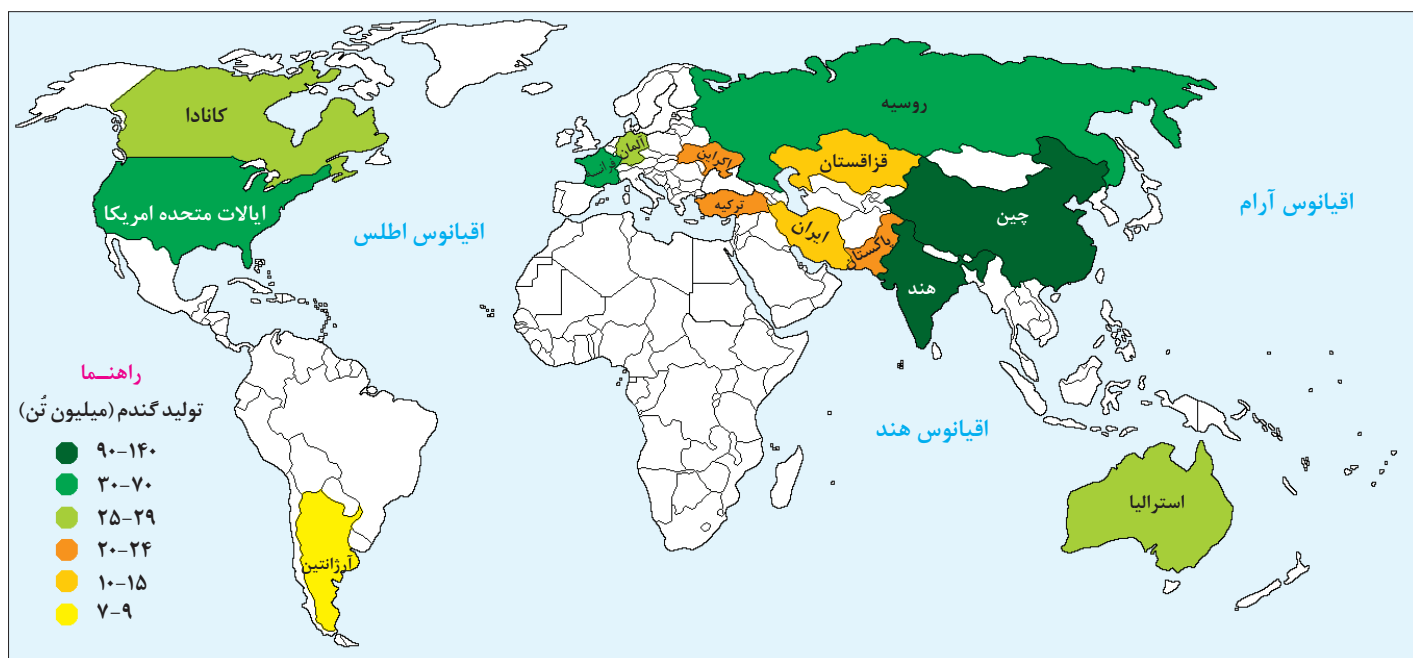 کانادا
ایالات متحده امریکا
اقیانوس اطلس
روسیه
آلمان
فرانسه
اکراین
ترکیه
قزاقستان
ایران
پاکستان
چین
هند
اقیانوس آرام
اقیانوس هند
استرالیا
آرژانتین
راهنـما
تولید گندم (میلیون تُن)
۹۰-۱۴۰
۳۰-۷۰
۲۵-۲۹
۲۰-۲۴
۱۰-۱۵
۷-۹